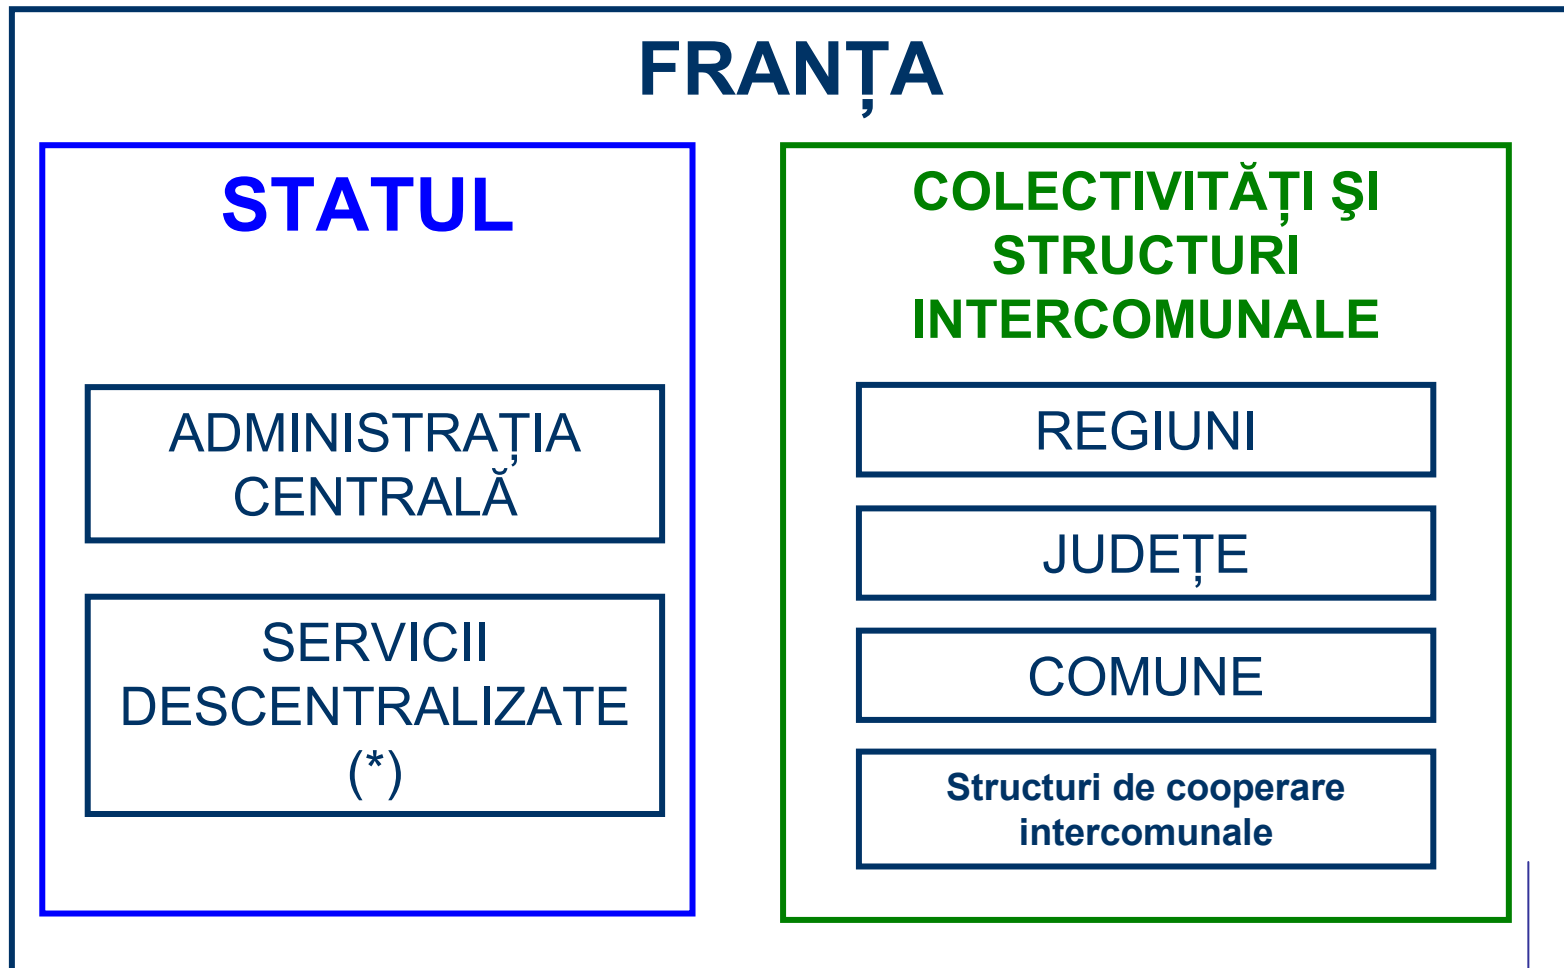 FRANȚA
STATUL
ADMINISTRAȚIA
CENTRALĂ
SERVICII
DESCENTRALIZATE
(*)
COLECTIVITĂȚI ŞI
STRUCTURI
INTERCOMUNALE
REGIUNI
JUDEȚE
COMUNE
Structuri de cooperare
intercomunale